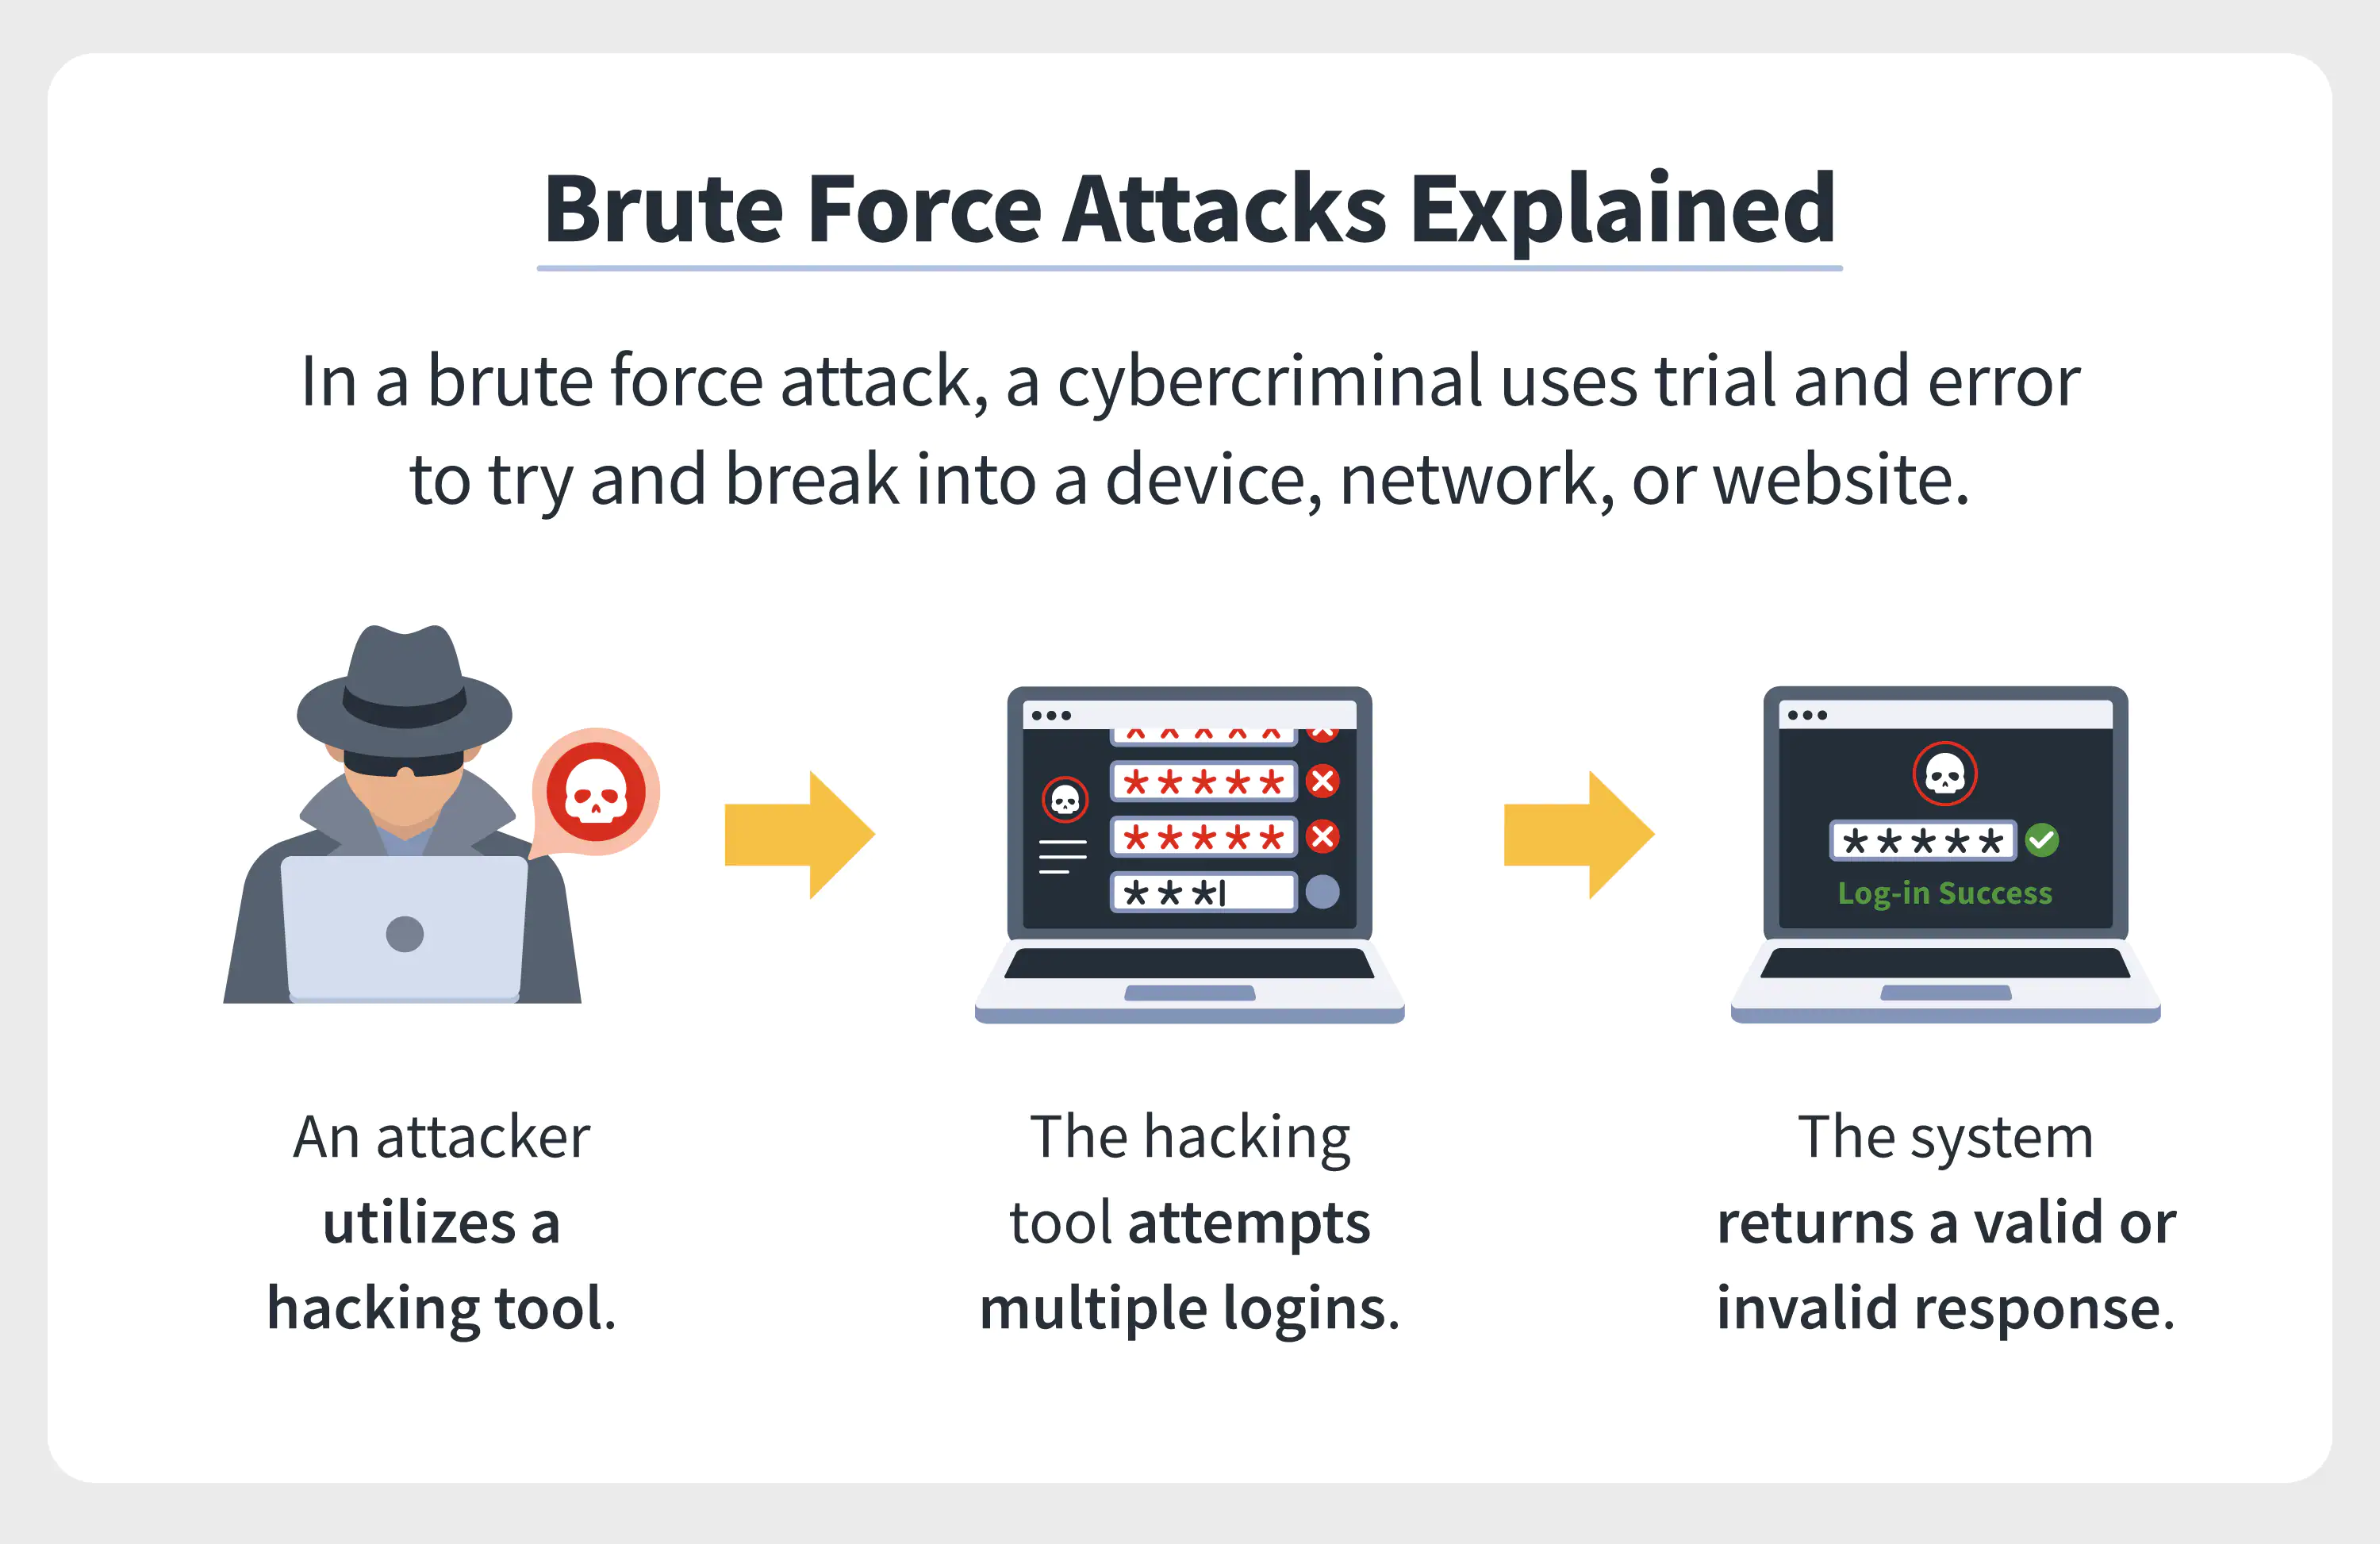 Brute Force Attacks Explained
In a brute force attack, a cybercriminal uses trial and error
to try and break into a device, network, or website.
*****
*****
*****
***
*****
Log-in Success
An attacker
utilizes a
hacking tool.
The hacking
tool attempts
multiple logins.
The system
returns a valid or
invalid response.